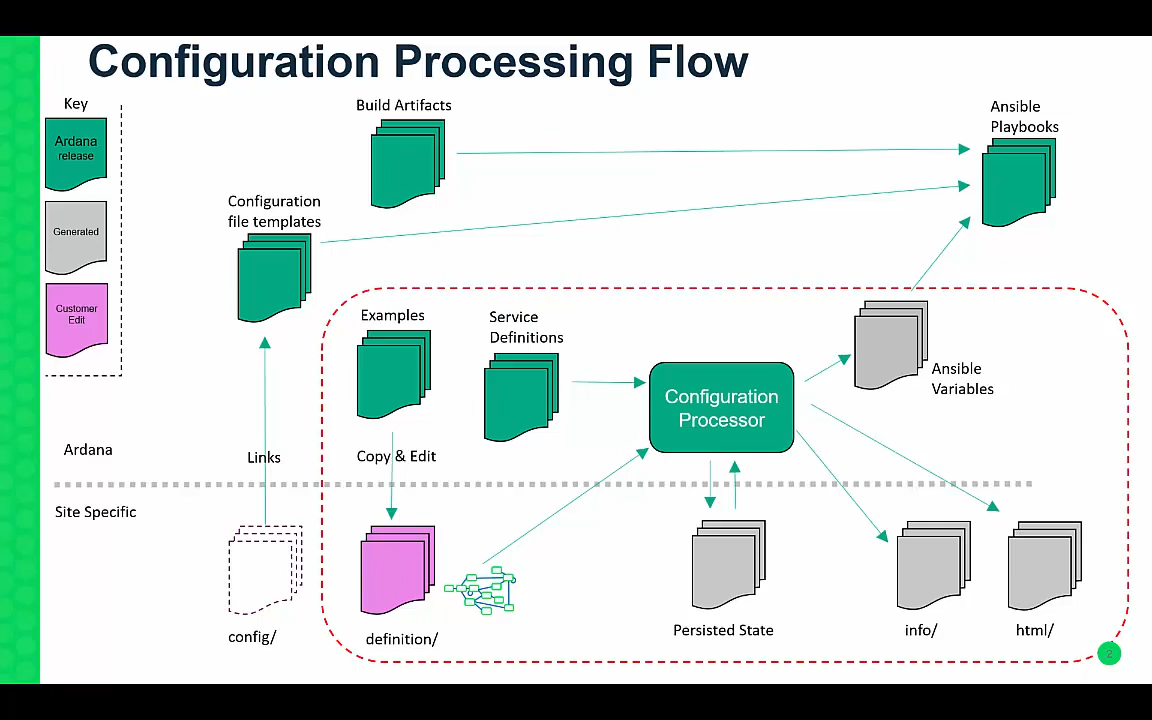 Configuration Processing Flow
Key
Ardana
release
Generated
Customer
Edit
Build Artifacts
Ansible
Playbooks
Configuration
file templates
Examples
Service
Definitions
Configuration
Processor
Ansible
Variables
Ardana
Links
Copy & Edit
Site Specific
config/
definition/
Persisted State
info/
html/
2